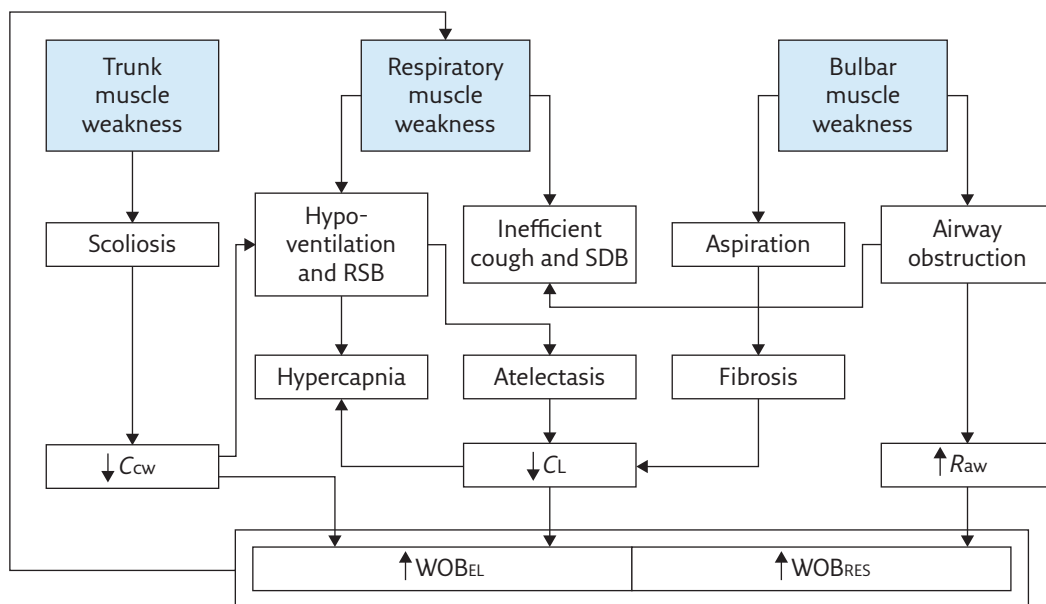 Trunk
muscle
weakness
Respiratory
muscle
weakness
Bulbar
muscle
weakness
Scoliosis
Hypo-
ventilation
and RSB
Inefficient
cough and SDB
Aspiration
Airway
obstruction
Hypercapnia
Atelectasis
Fibrosis
↓ Ccw
↓ CL
↑ Raw
↑ WOBEL
↑ WOBRES